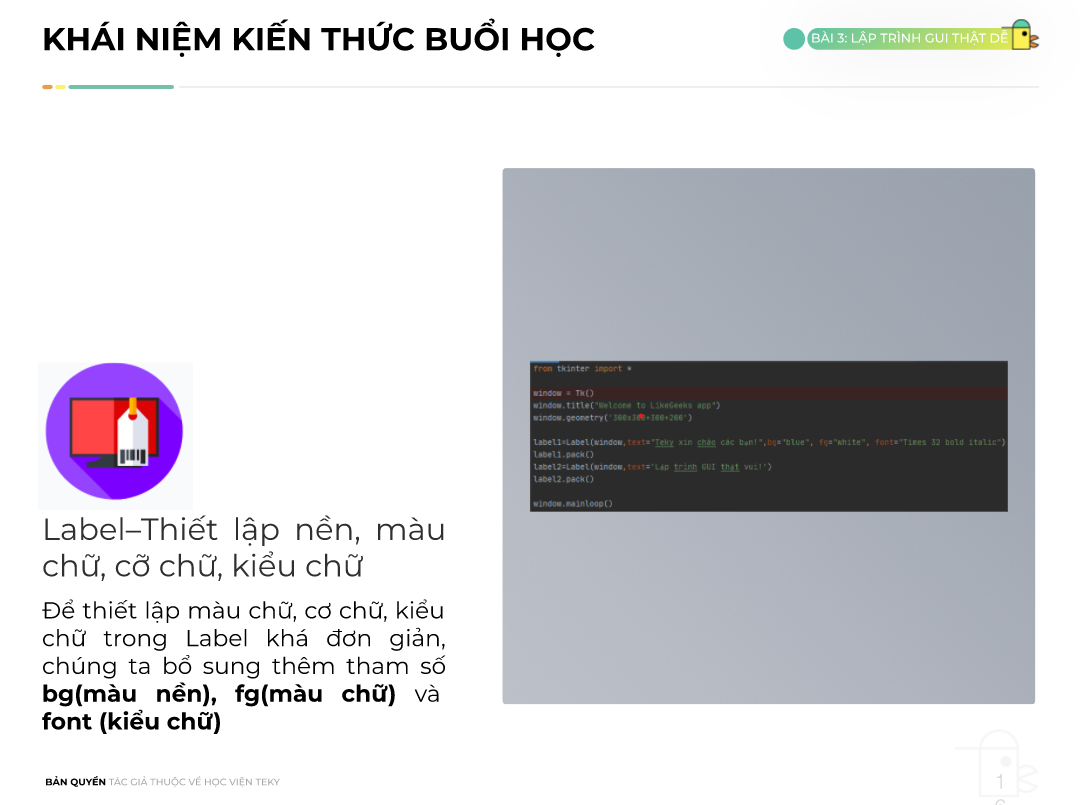 KHÁI NIỆM KIẾN THỨC BUỔI HỌC
BÀI 3: LẬP TRÌNH GUI THẬT DỄ
from tkinter import *
window = Tk()
window.title("Welcome to LikeGeeks app")
window.geometry('300x300+300+200')
label1=Label(window,text="Teky xin chào các bạn!",bg="blue", fg="white", font="Times 32 bold italic")
label1.pack()
label2=Label(window,text='Lap trinh GUI that vui!')
label2.pack()
window.mainloop()
Label–Thiết lập nền, màu
chữ, cỡ chữ, kiểu chữ
Để thiết lập màu chữ, cơ chữ, kiểu
chữ trong Label khá đơn giản,
chúng ta bổ sung thêm tham số
bg(màu nền), fg(màu chữ) và
font (kiểu chữ)
BẢN QUYỀN TÁC GIẢ THUỘC VỀ HỌC VIỆN TEKY
1